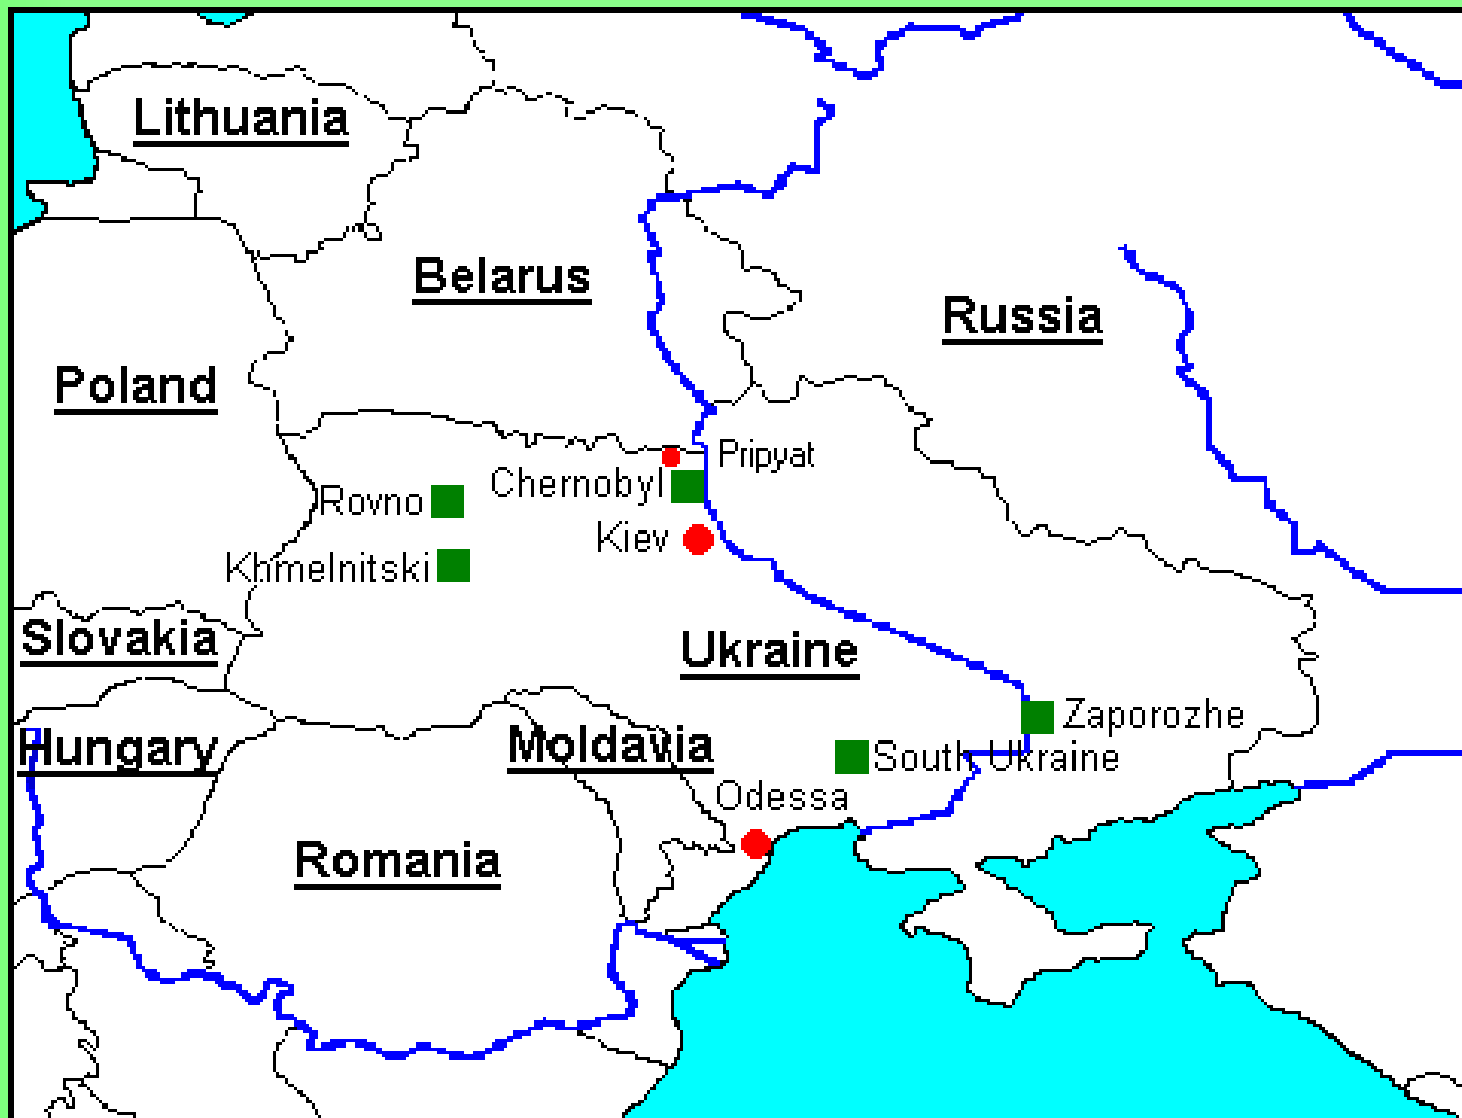 Lithuania
Belarus
Russia
Poland
Pripyat
Chernobyl
Rovno
Kiev
Khmelnitski
Slovakia
Ukraine
Zaporozhe
Hungary
Moldavia
South Ukraine
Odessa
Romania